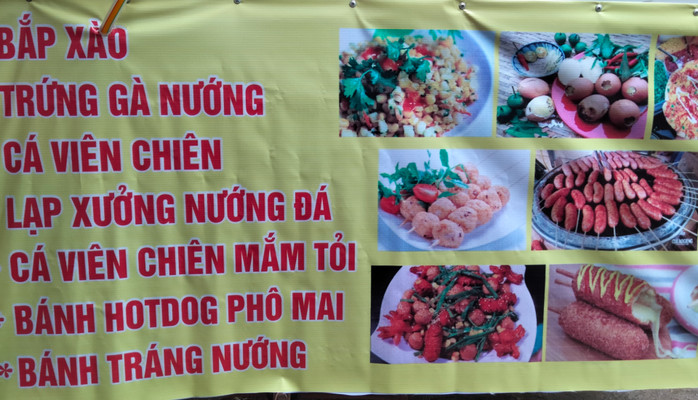 BẮP XÀO
TRỨNG GÀ NƯỚNG
CÁ VIÊN CHIÊN
LẠP XƯỞNG NƯỚNG ĐÁ
CÁ VIÊN CHIÊN MẮM TỎI
* BÁNH HOTDOG PHÔ MAI
* BÁNH TRÁNG NƯỚNG